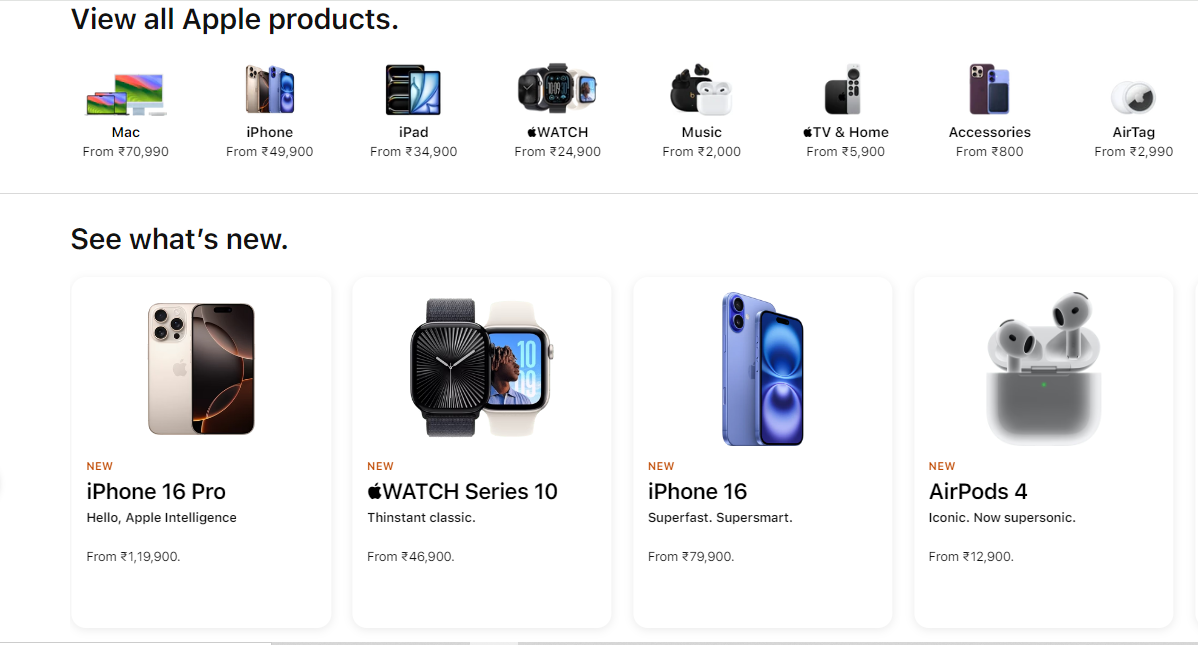 View all Apple products.
Mac
From ₹70,990
iPhone
From ₹49,900
iPad
From ₹34,900
WATCH
From ₹24,900
Music
From ₹2,000
TV & Home
From ₹5,900
Accessories
From ₹800
AirTag
From ₹2,990
See what’s new.
NEW
iPhone 16 Pro
Hello, Apple Intelligence
From ₹1,19,900.
NEW
WATCH Series 10
Thinstant classic.
From ₹46,900.
NEW
iPhone 16
Superfast. Supersmart.
From ₹79,900.
NEW
AirPods 4
Iconic. Now supersonic.
From ₹12,900.